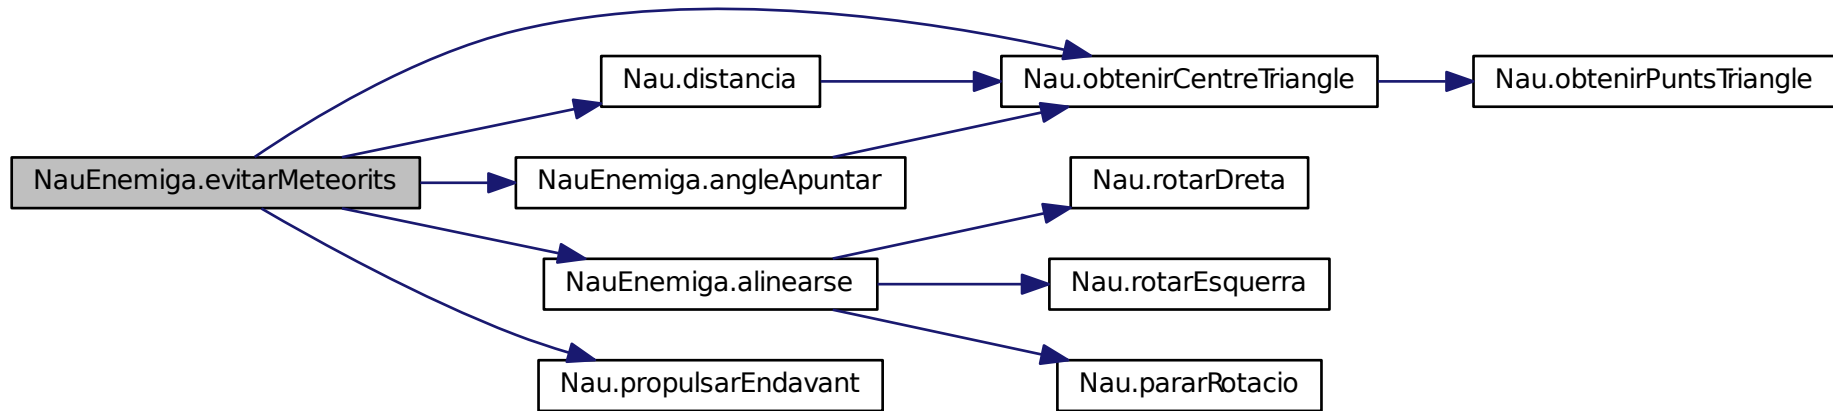 Nau.distancia
Nau.obtenirCentreTriangle
Nau.obtenirPuntsTriangle
NauEnemiga.evitarMeteorits
NauEnemiga.angleApuntar
Nau.rotarDreta
NauEnemiga.alinearse
Nau.rotarEsquerra
Nau.propulsarEndavant
Nau.pararRotacio